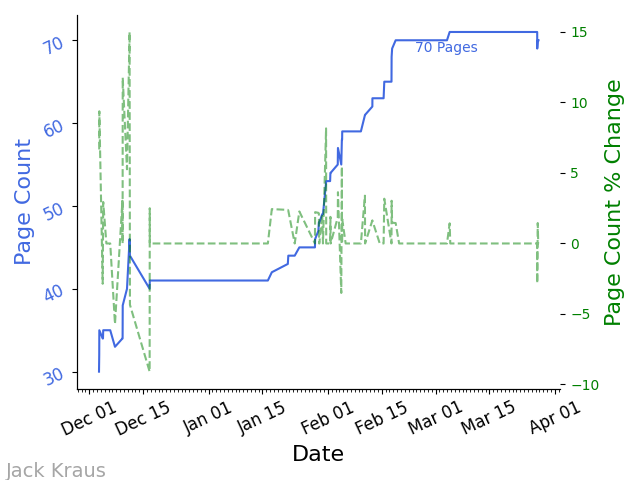 70
60
50
40
30
Page Count
70 Pages
15
10
5
0
−5
−10
Page Count % Change
Dec 01
Dec 15
Jan 01
Jan 15
Feb 01
Feb 15
Mar 01
Mar 15
Apr 01
Date
Jack Kraus